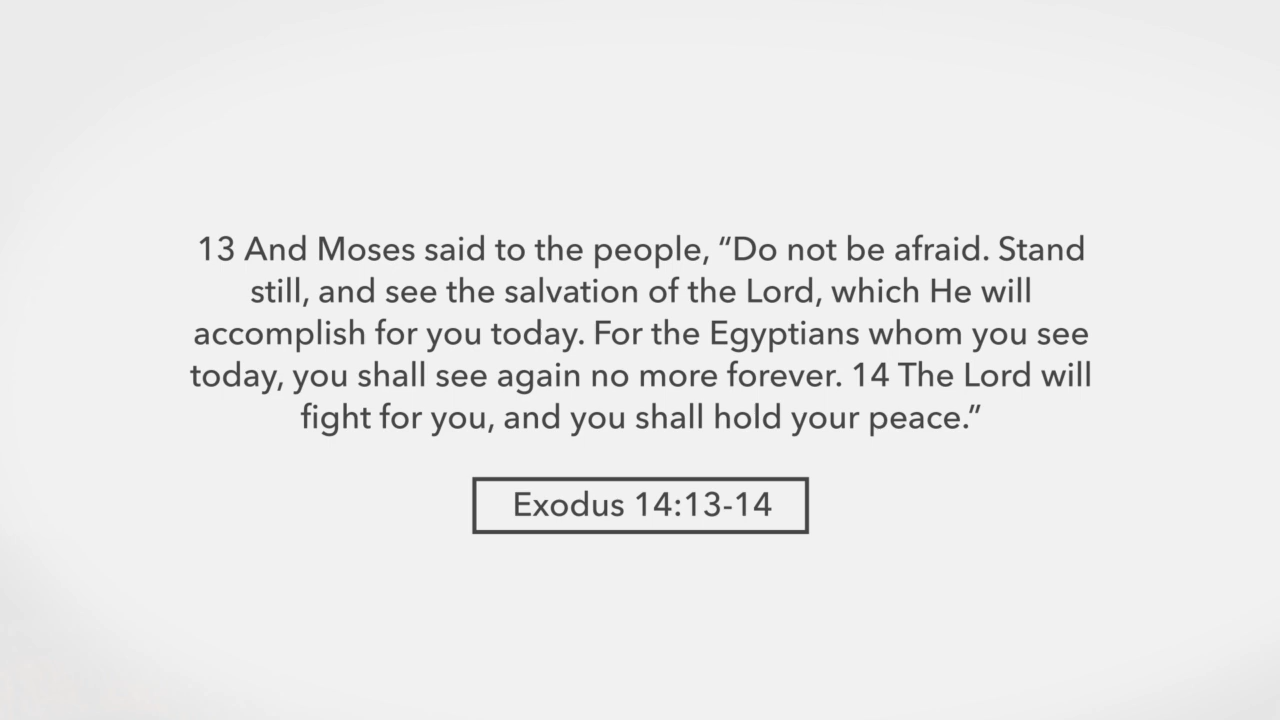 13 And Moses said to the people, “Do not be afraid. Stand
still, and see the salvation of the Lord, which He will
accomplish for you today. For the Egyptians whom you see
today, you shall see again no more forever. 14 The Lord will
fight for you, and you shall hold your peace.”
Exodus 14:13-14